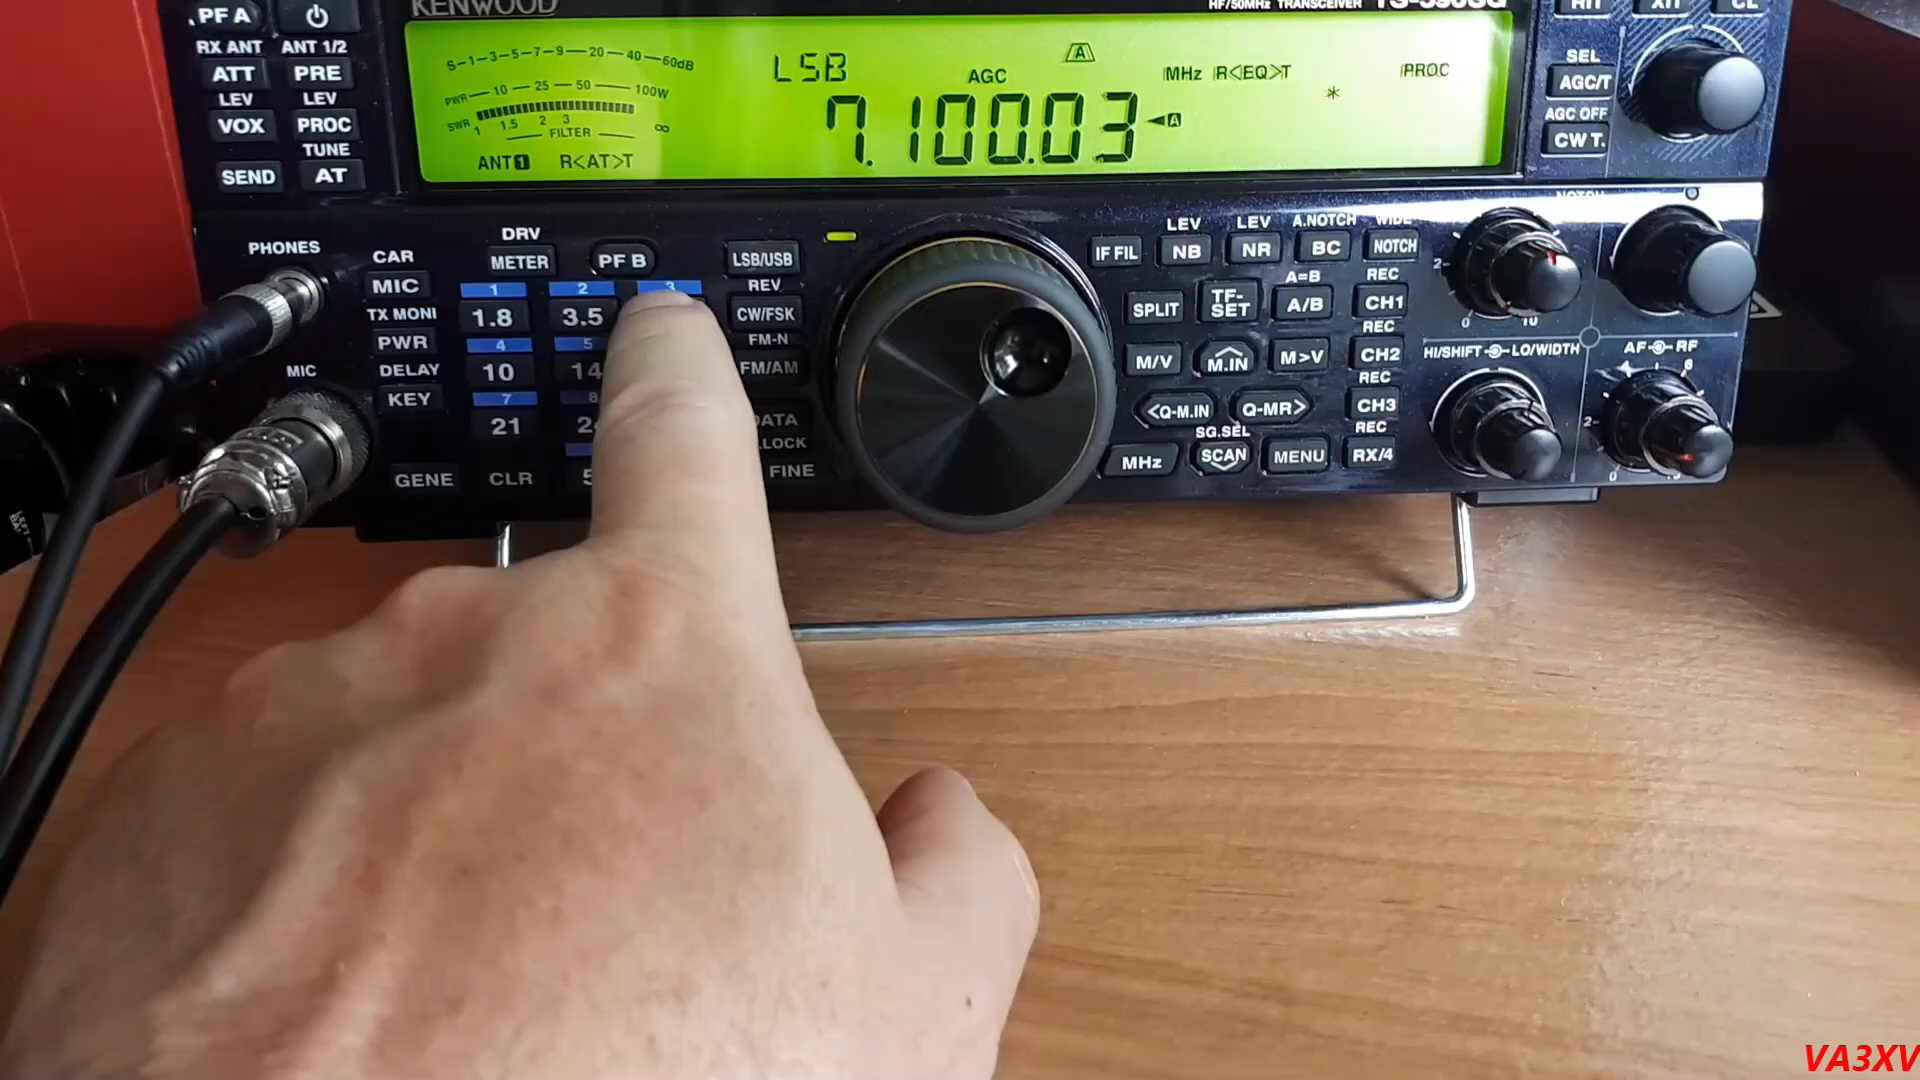 KENWOOD
HF/50MHz TRANSCEIVER TS-590SG
PF A
RX ANT ANT 1/2
ATT PRE
LEV LEV
VOX PROC
TUNE
SEND AT
S-1-3-5-7-9-20-40-60dB
PWR 10 25 50 100W
SWR 1 1.5 2 3 ∞
FILTER
ANT 1 R<AT>T
LSB
AGC
A
MHz R<EQ>T
*
PROC
7.100.03 ◄A
RIT XIT CL
SEL
AGC/T
AGC OFF
CW T.
PHONES
MIC
CAR
MIC
TX MONI
PWR
DELAY
KEY
GENE
DRV
METER
PF B
1 2 3
1.8 3.5
4 5
10 14
7 8
21
CLR
LSB/USB
REV
CW/FSK
FM-N
FM/AM
DATA
FINE
IF FIL
LEV
NB
LEV
NR
A.NOTCH
BC
WIDE
NOTCH
NOTCH
SPLIT
TF-SET
A=B
A/B
REC
CH1
M/V
M.IN
M>V
REC
CH2
<Q-M.IN
Q-MR>
REC
CH3
MHz
SG.SEL
SCAN
MENU
REC
RX/4
2
0 10
HI/SHIFT LO/WIDTH
AF RF
4 6
2
0
VA3XV